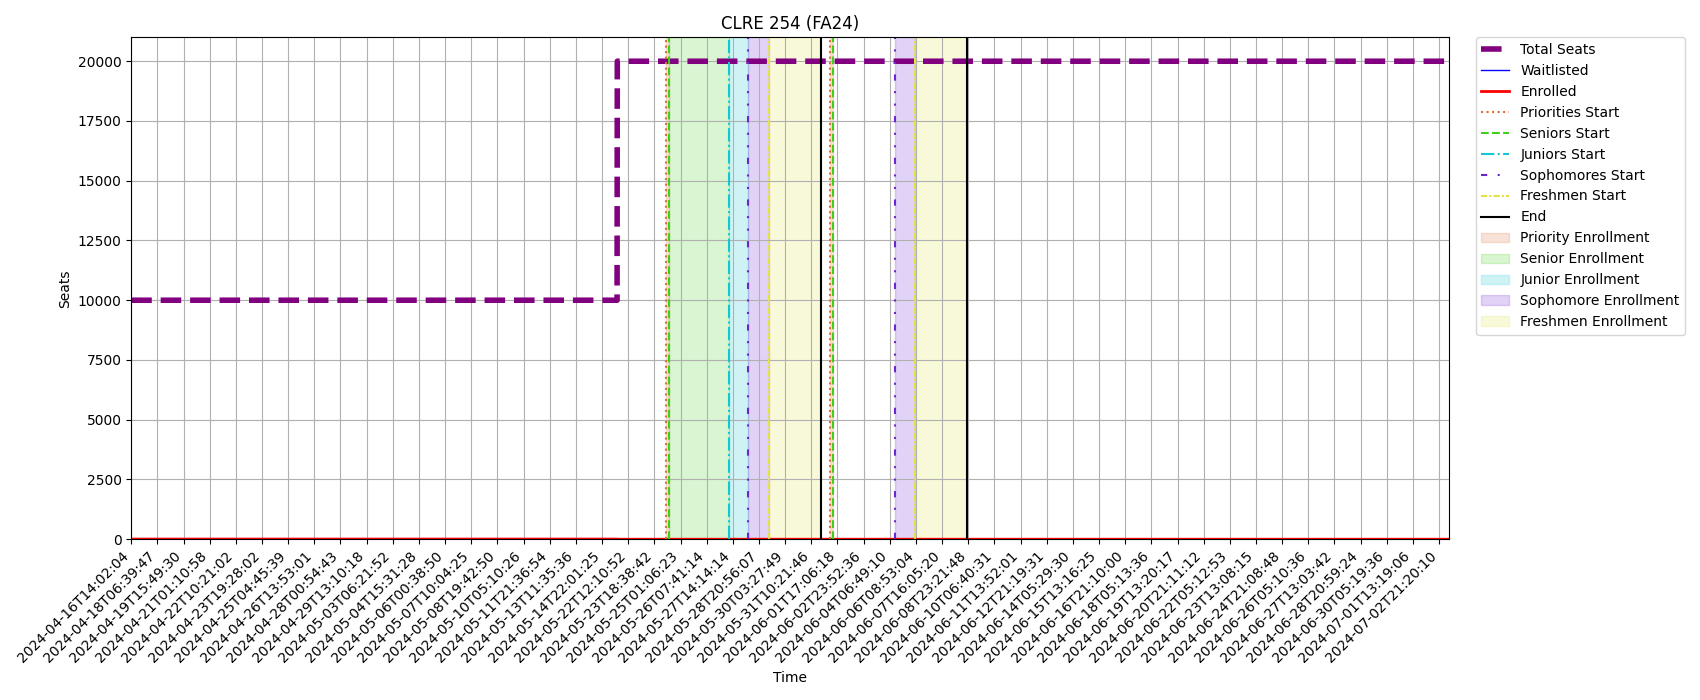 CLRE 254 (FA24)
Seats
20000
17500
15000
12500
10000
7500
5000
2500
0
2024-04-16T14:02:04
2024-04-18T06:39:47
2024-04-19T15:49:30
2024-04-21T01:10:58
2024-04-22T10:21:02
2024-04-23T19:28:02
2024-04-25T04:45:39
2024-04-26T13:53:01
2024-04-28T00:54:43
2024-04-29T13:10:18
2024-05-03T06:21:52
2024-05-04T15:31:28
2024-05-06T00:38:50
2024-05-07T10:04:25
2024-05-08T19:42:50
2024-05-10T05:10:26
2024-05-11T21:36:54
2024-05-13T11:35:36
2024-05-14T22:01:25
2024-05-22T12:10:52
2024-05-23T18:38:42
2024-05-25T01:06:23
2024-05-26T07:41:14
2024-05-27T14:14:14
2024-05-28T20:56:07
2024-05-30T03:27:49
2024-05-31T10:21:46
2024-06-01T17:06:18
2024-06-02T23:52:36
2024-06-04T06:49:10
2024-06-06T08:53:04
2024-06-07T16:05:20
2024-06-08T23:21:48
2024-06-10T06:40:31
2024-06-11T13:52:01
2024-06-12T21:19:31
2024-06-14T05:29:30
2024-06-15T13:16:25
2024-06-16T21:10:00
2024-06-18T05:13:36
2024-06-19T13:20:17
2024-06-20T21:11:12
2024-06-22T05:12:53
2024-06-23T13:08:15
2024-06-24T21:08:48
2024-06-26T05:10:36
2024-06-27T13:03:42
2024-06-28T20:59:24
2024-06-30T05:19:36
2024-07-01T13:19:06
2024-07-02T21:20:10
Time
Total Seats
Waitlisted
Enrolled
Priorities Start
Seniors Start
Juniors Start
Sophomores Start
Freshmen Start
End
Priority Enrollment
Senior Enrollment
Junior Enrollment
Sophomore Enrollment
Freshmen Enrollment